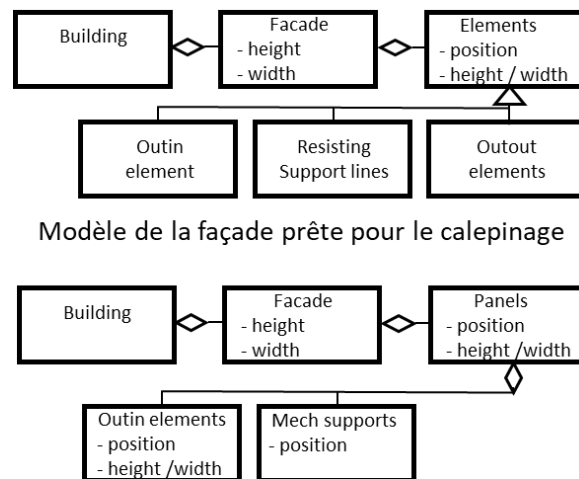 Building
Facade
- height
- width
Elements
- position
- height / width
Outin
element
Resisting
Support lines
Outout
elements
Modèle de la façade prête pour le calepinage
Building
Facade
- height
- width
Panels
- position
- height /width
Outin elements
- position
- height /width
Mech supports
- position